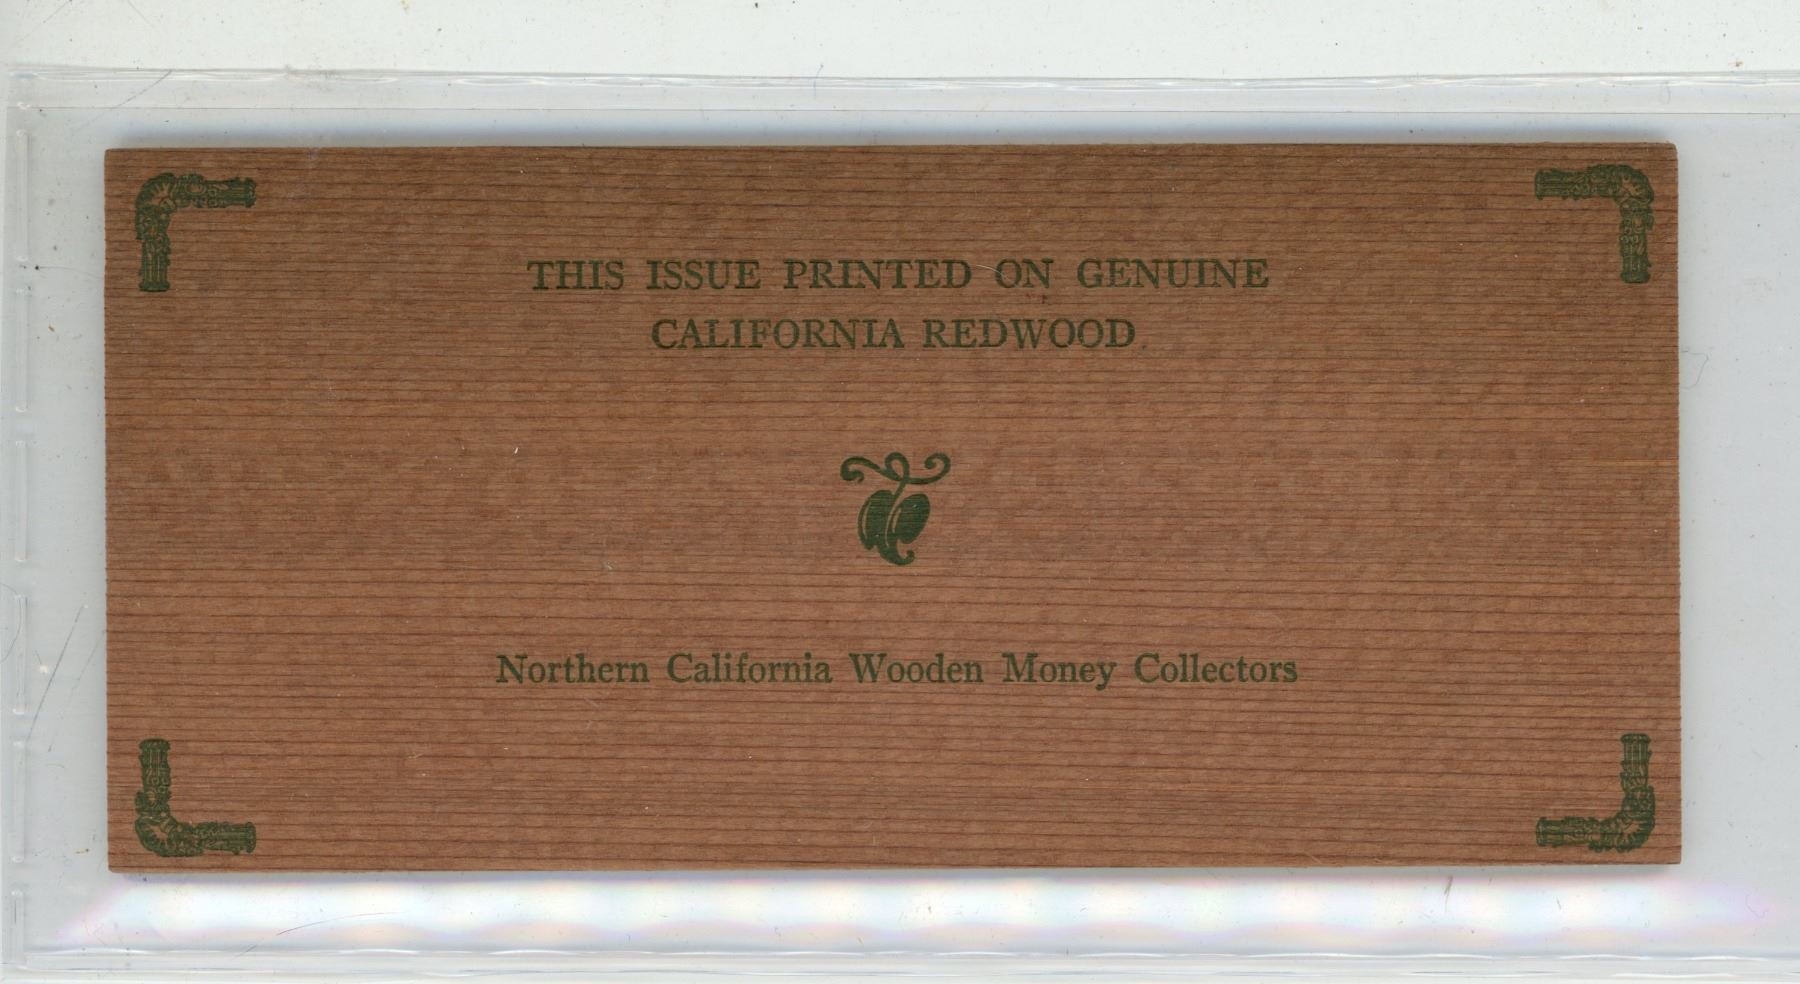 THIS ISSUE PRINTED ON GENUINE
CALIFORNIA REDWOOD
Northern California Wooden Money Collectors